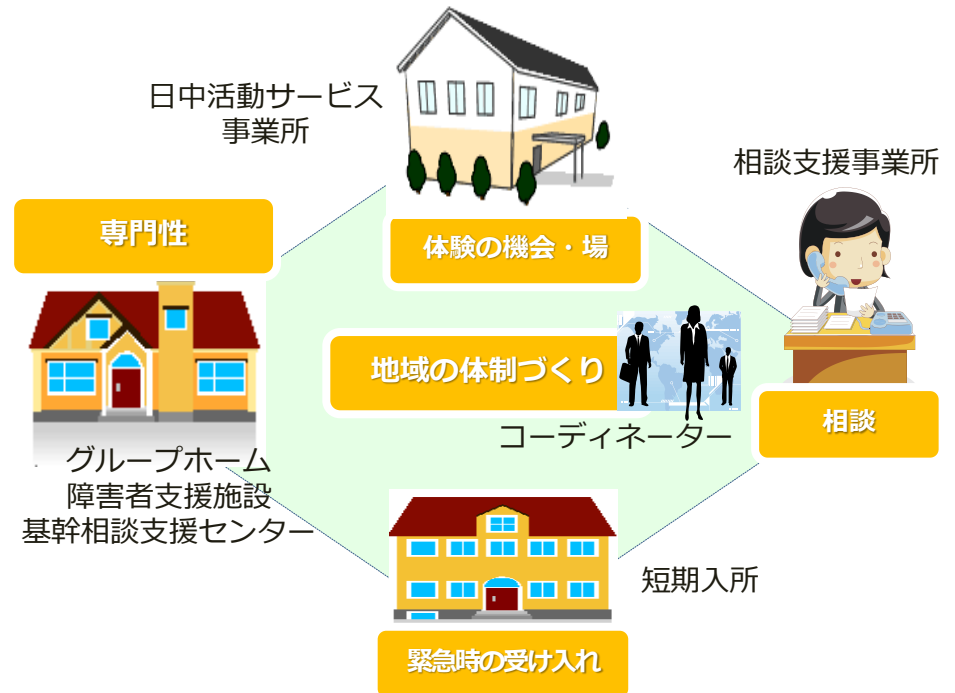 日中活動サービス
事業所
相談支援事業所
専門性
体験の機会・場
地域の体制づくり
相談
コーディネーター
グループホーム
障害者支援施設
基幹相談支援センター
短期入所
緊急時の受け入れ